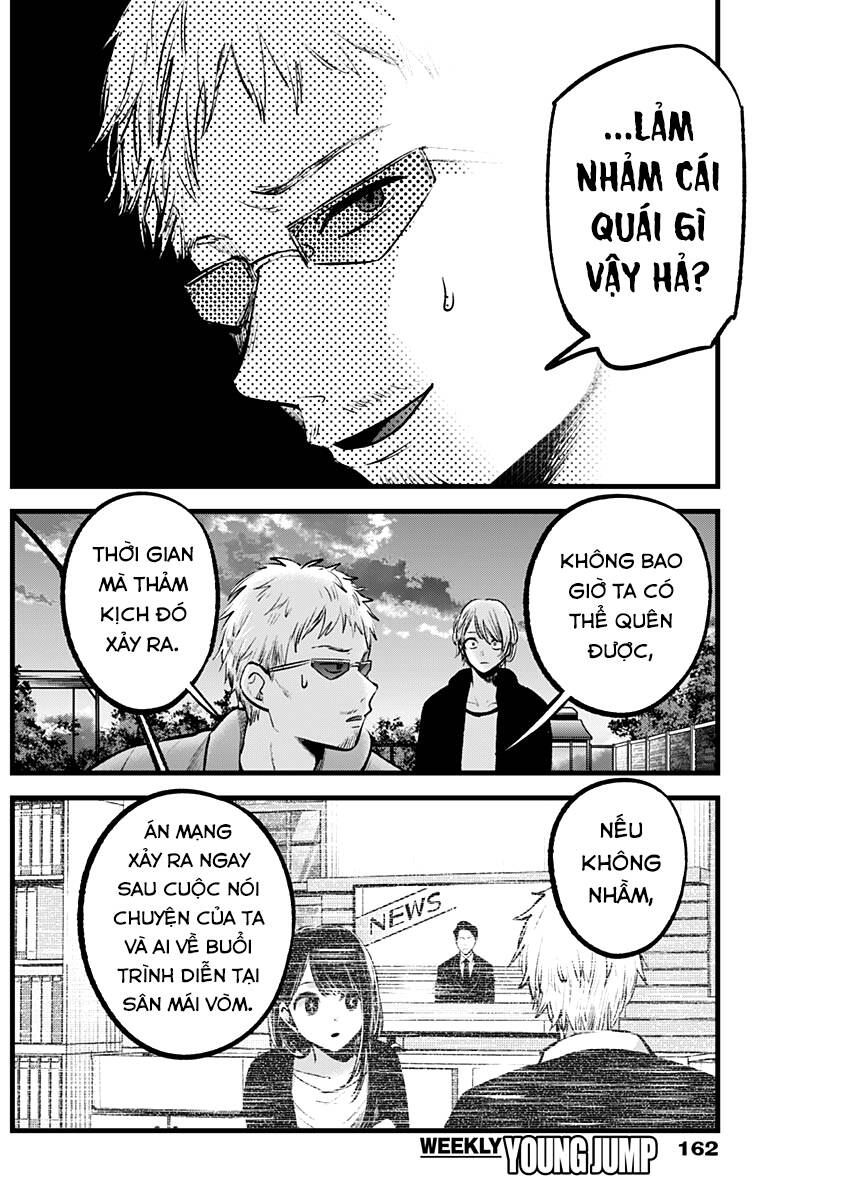 ...LẢM
NHẢM CÁI
QUÁI GÌ
VẬY HẢ?
KHÔNG BAO
GIỜ TA CÓ
THỂ QUÊN
ĐƯỢC,
THỜI GIAN
MÀ THẢM
KỊCH ĐÓ
XẢY RA.
NẾU
KHÔNG
NHẦM,
ÁN MẠNG
XẢY RA NGAY
SAU CUỘC NÓI
CHUYỆN CỦA TA
VÀ AI VỀ BUỔI
TRÌNH DIỄN TẠI
SÂN MÁI VÒM.
NEWS
WEEKLY YOUNG JUMP 162